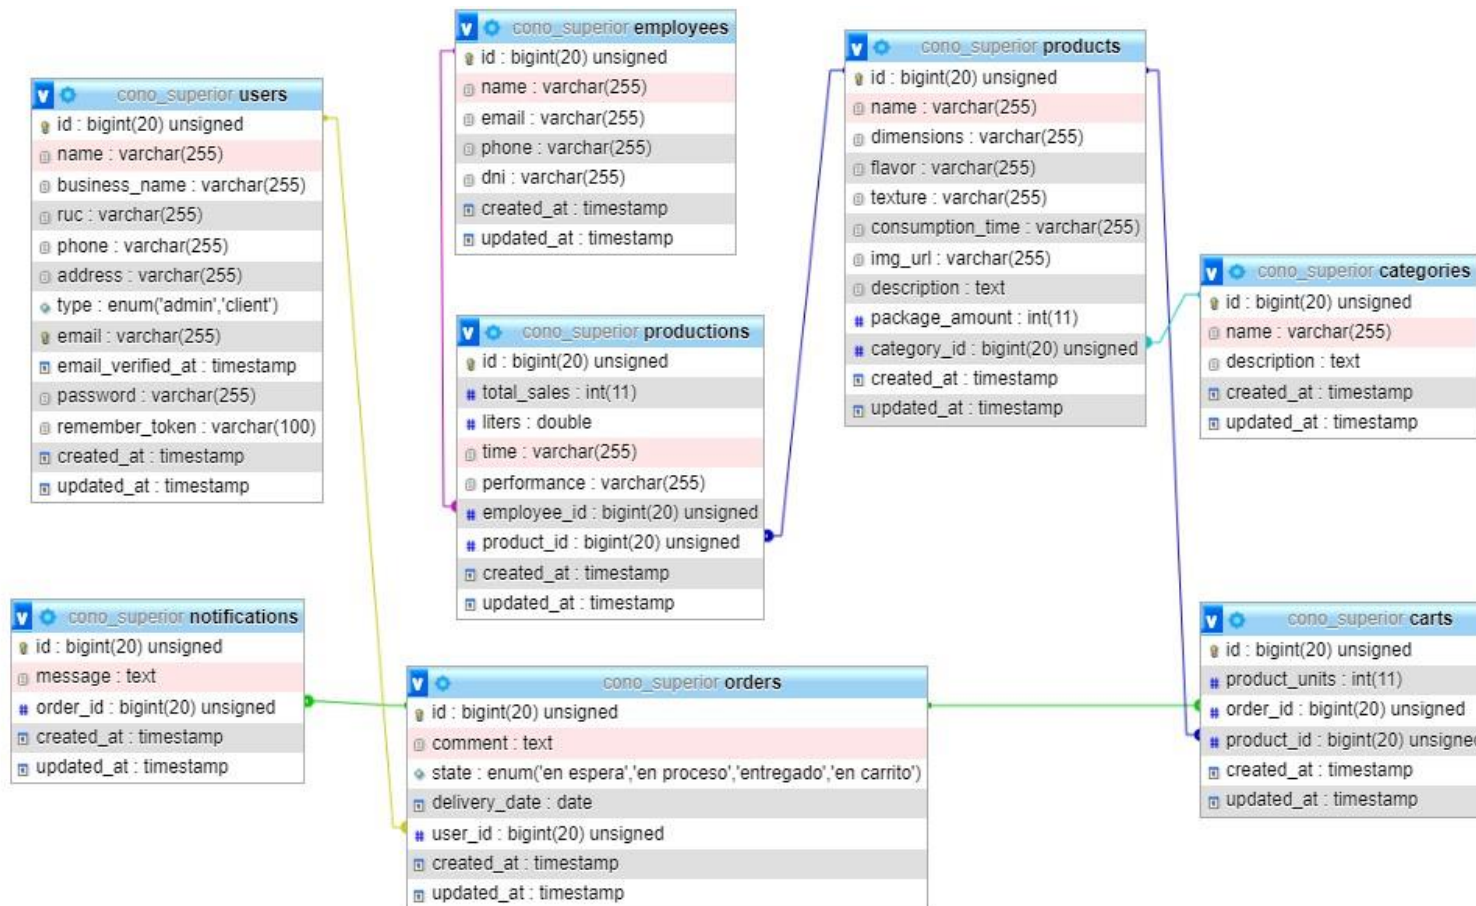 cono_superior users
id : bigint(20) unsigned
name : varchar(255)
business_name : varchar(255)
ruc : varchar(255)
phone : varchar(255)
address : varchar(255)
type : enum('admin','client')
email : varchar(255)
email_verified_at : timestamp
password : varchar(255)
remember_token : varchar(100)
created_at : timestamp
updated_at : timestamp
cono_superior employees
id : bigint(20) unsigned
name : varchar(255)
email : varchar(255)
phone : varchar(255)
dni : varchar(255)
created_at : timestamp
updated_at : timestamp
cono_superior products
id : bigint(20) unsigned
name : varchar(255)
dimensions : varchar(255)
flavor : varchar(255)
texture : varchar(255)
consumption_time : varchar(255)
img_url : varchar(255)
description : text
package_amount : int(11)
category_id : bigint(20) unsigned
created_at : timestamp
updated_at : timestamp
cono_superior categories
id : bigint(20) unsigned
name : varchar(255)
description : text
created_at : timestamp
updated_at : timestamp
cono_superior productions
id : bigint(20) unsigned
total_sales : int(11)
liters : double
time : varchar(255)
performance : varchar(255)
employee_id : bigint(20) unsigned
product_id : bigint(20) unsigned
created_at : timestamp
updated_at : timestamp
cono_superior notifications
id : bigint(20) unsigned
message : text
order_id : bigint(20) unsigned
created_at : timestamp
updated_at : timestamp
cono_superior orders
id : bigint(20) unsigned
comment : text
state : enum('en espera','en proceso','entregado','en carrito')
delivery_date : date
user_id : bigint(20) unsigned
created_at : timestamp
updated_at : timestamp
cono_superior carts
id : bigint(20) unsigned
product_units : int(11)
order_id : bigint(20) unsigned
product_id : bigint(20) unsigned
created_at : timestamp
updated_at : timestamp